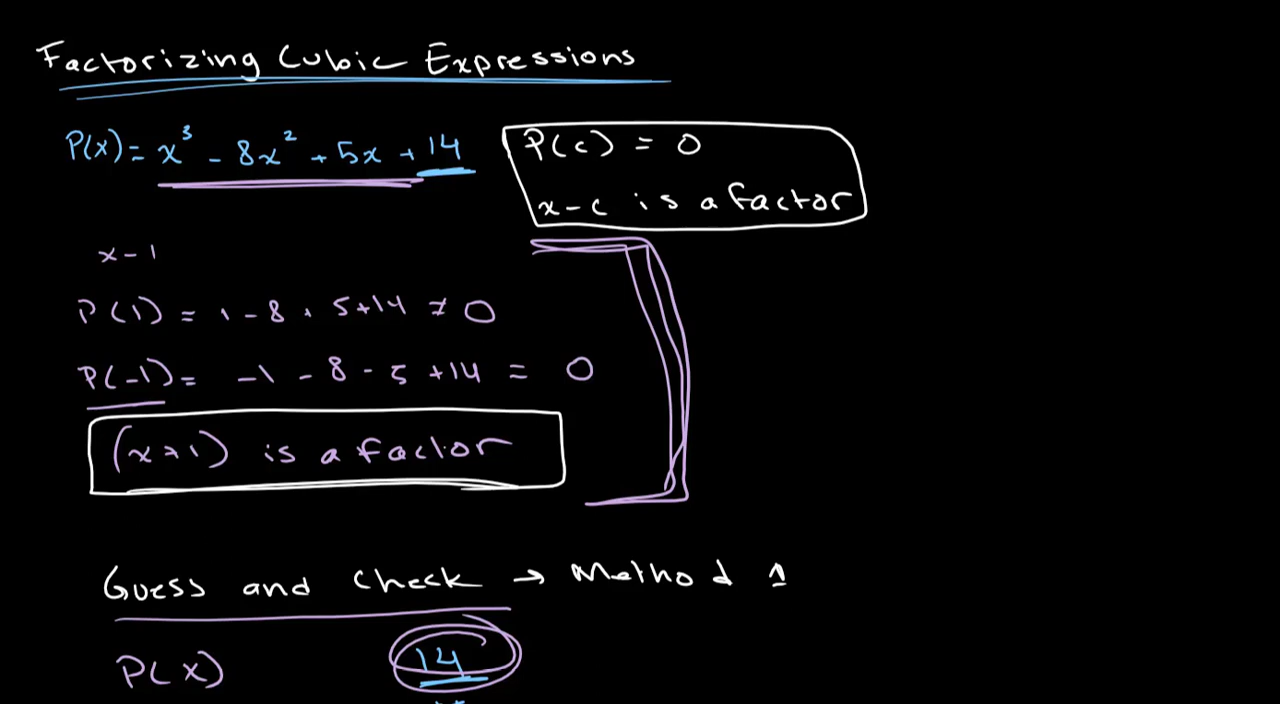 Factorizing Cubic Expressions
P(x) = x³ - 8x² + 5x + 14
P(c) = 0
x - c is a factor
x - 1
P(1) = 1 - 8 + 5 + 14 ≠ 0
P(-1) = -1 - 8 - 5 + 14 = 0
(x+1) is a factor
Guess and check → Method 1
P(x) 14